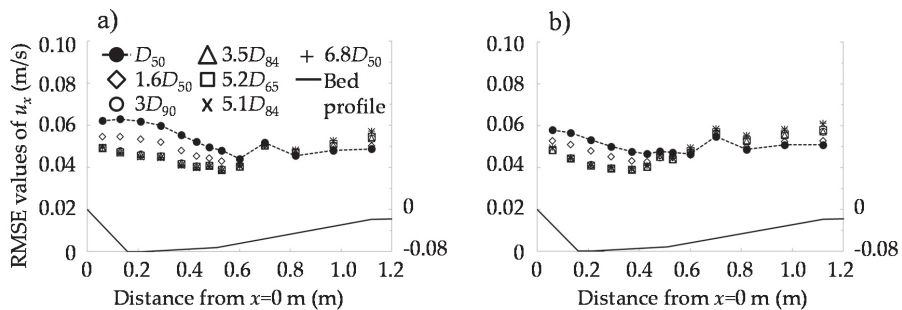 a)
b)
RMSE values of uₓ (m/s)
0.10
0.08
0.06
0.04
0.02
0
D₅₀
3.5D₈₄
6.8D₅₀
1.6D₅₀
5.2D₆₅
Bed
profile
3D₉₀
5.1D₈₄
0
-0.08
0 0.2 0.4 0.6 0.8 1.0 1.2
Distance from x=0 m (m)
0.10
0.08
0.06
0.04
0.02
0
0
-0.08
0 0.2 0.4 0.6 0.8 1.0 1.2
Distance from x=0 m (m)